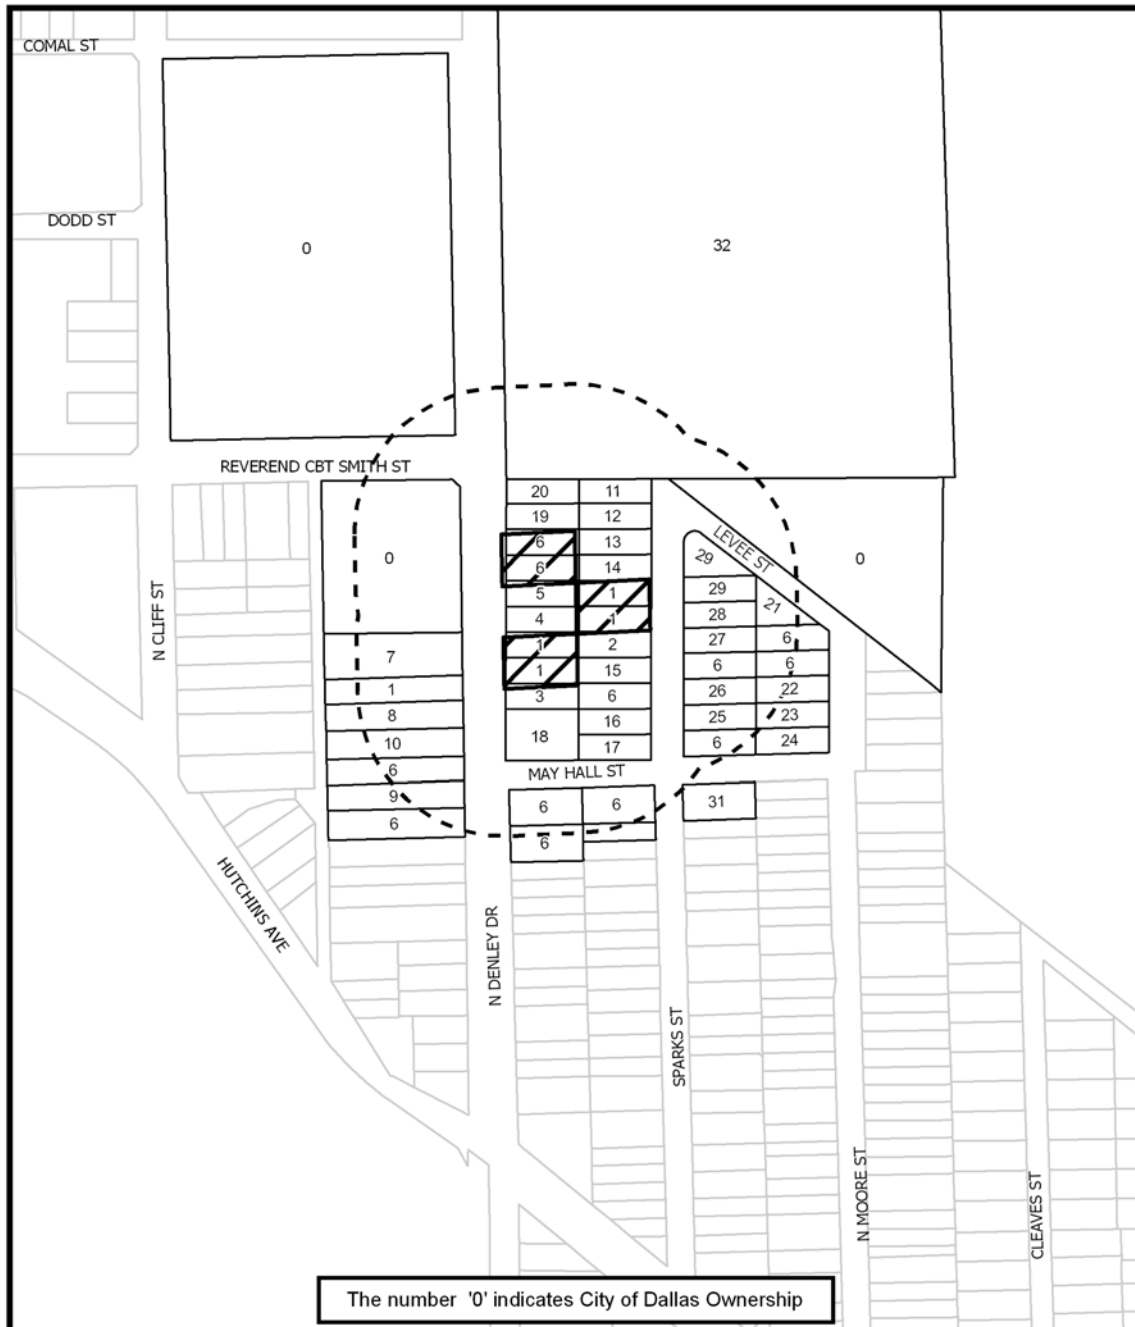 COMAL ST
DODD ST
0
32
REVEREND CBT SMITH ST
20 11
19 12
6 13
6 14
5 1
4 1
1 2
1 15
3 6
18 16
17
MAY HALL ST
6 6
6
0
7
1
8
10
6
9
6
LEVEE ST
0
29
29
21
28
27 6
6 6
26 22
25 23
6 24
31
N CLIFF ST
HUTCHINS AVE
N DENLEY DR
SPARKS ST
N MOORE ST
CLEAVES ST
The number '0' indicates City of Dallas Ownership